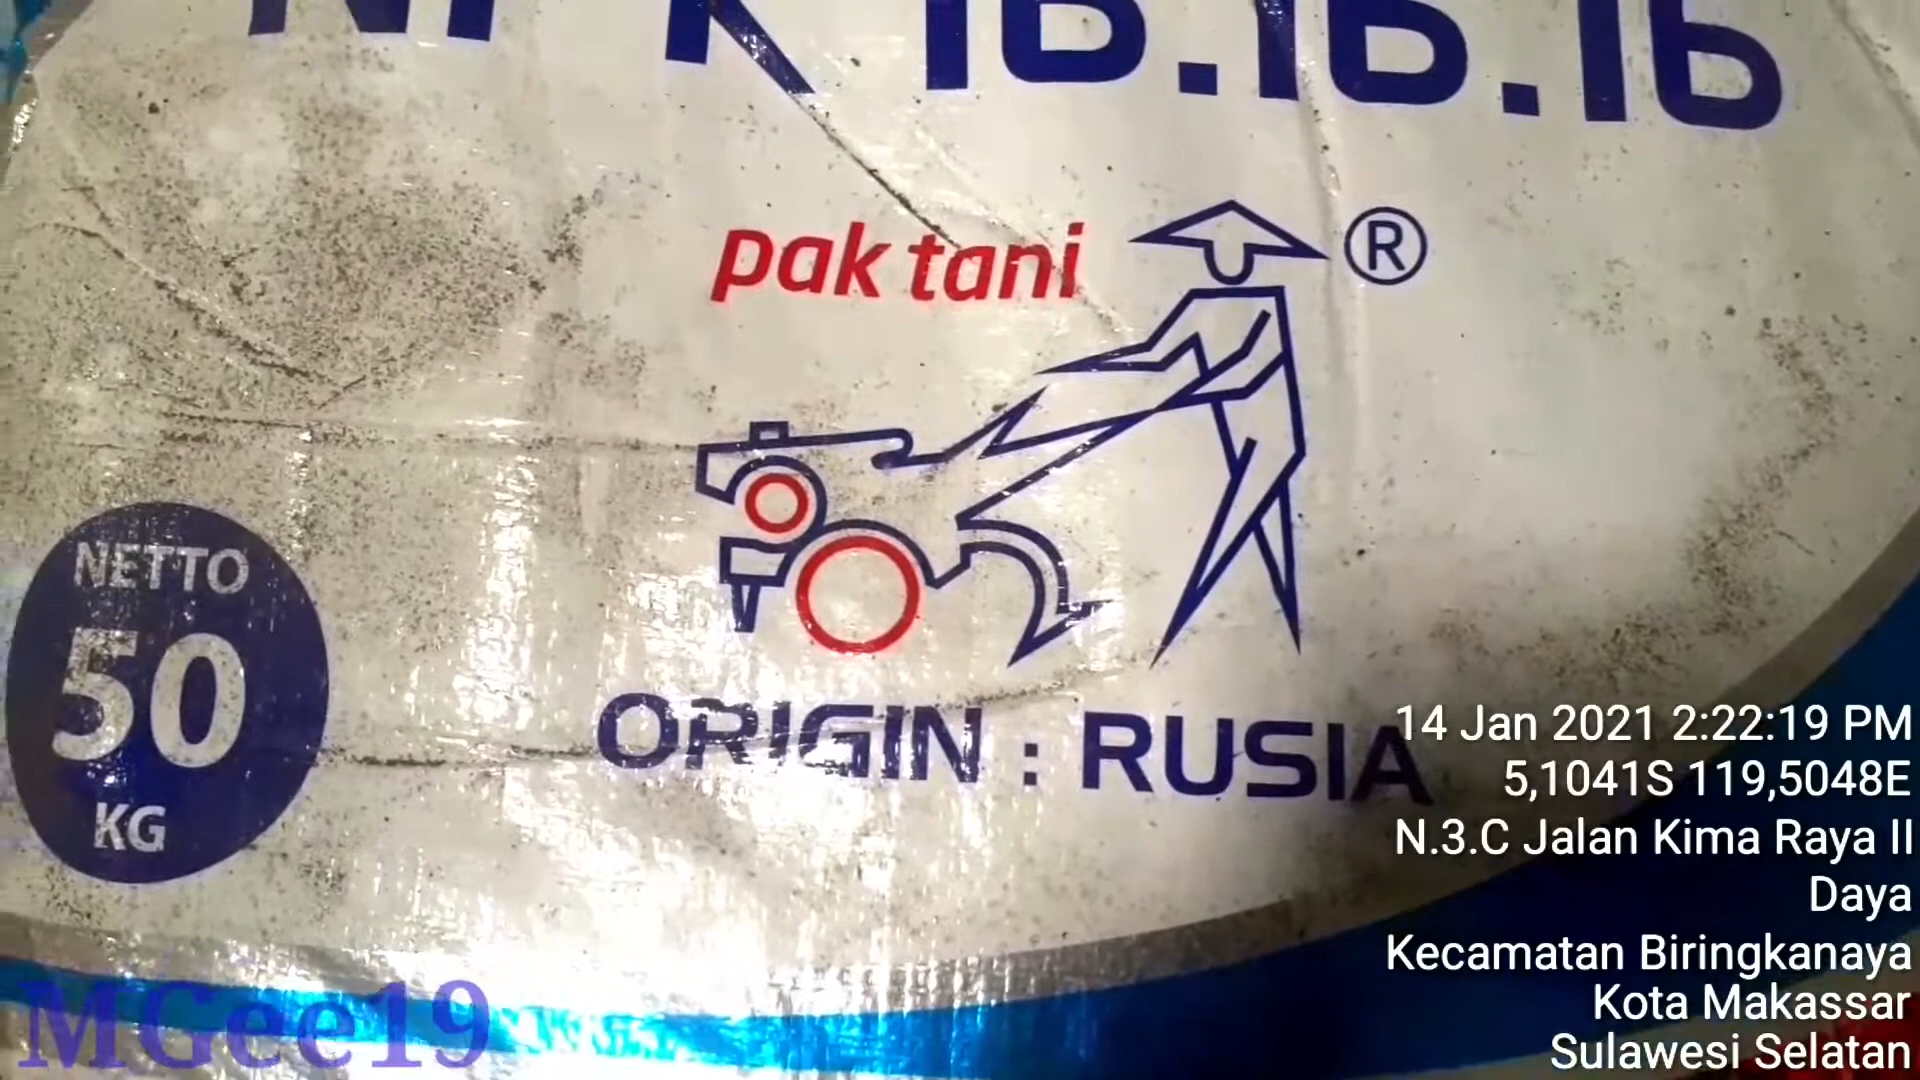 NPK 16.16.16
pak tani ®
NETTO
50
KG
ORIGIN : RUSIA
14 Jan 2021 2:22:19 PM
5,1041S 119,5048E
N.3.C Jalan Kima Raya II
Daya
Kecamatan Biringkanaya
Kota Makassar
Sulawesi Selatan
MGee19